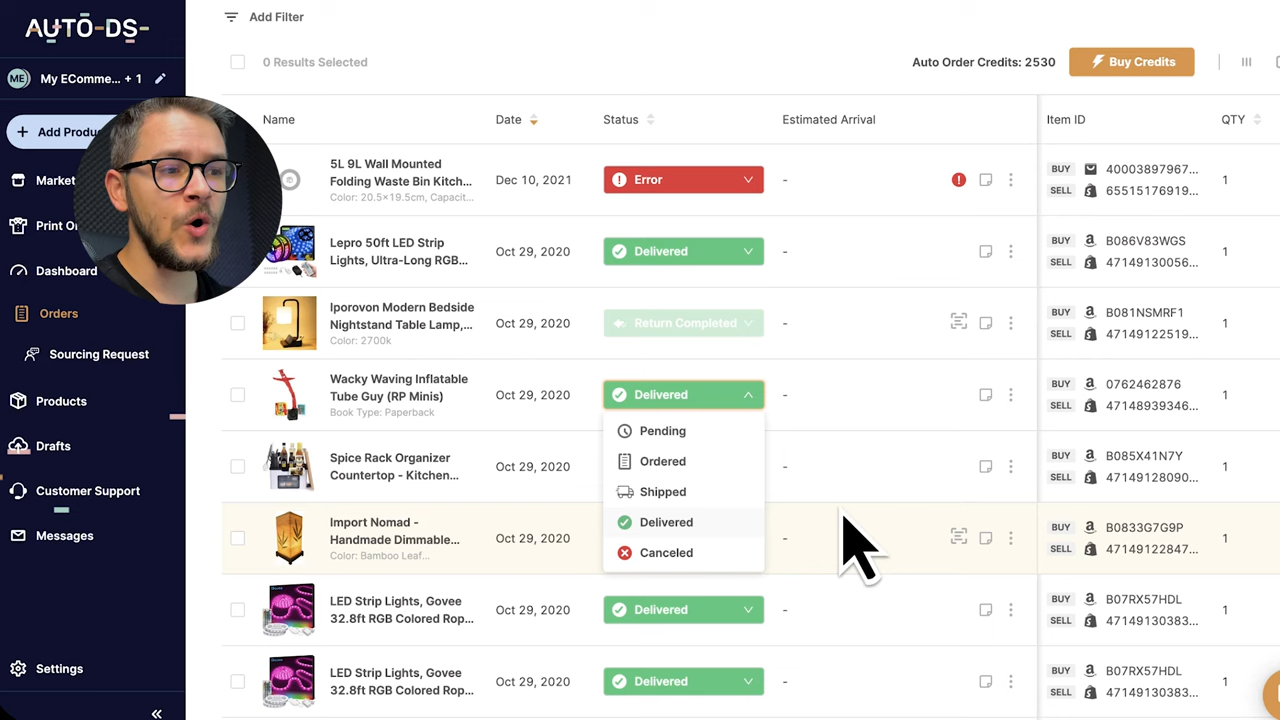 AUTO-DS
Add Filter
ME My EComme... + 1
0 Results Selected
Auto Order Credits: 2530
Buy Credits
+ Add Produ
Name
Date
Status
Estimated Arrival
Item ID
QTY
Market
Print Or
Dashboard
Orders
Sourcing Request
Products
Drafts
Customer Support
Messages
Settings
5L 9L Wall Mounted
Folding Waste Bin Kitch...
Color: 20.5x19.5cm, Capacit...
Dec 10, 2021
Error
-
BUY 40003897967...
SELL 65515176919...
1
Lepro 50ft LED Strip
Lights, Ultra-Long RGB...
Oct 29, 2020
Delivered
-
BUY B086V83WGS
SELL 47149130056...
1
Iporovon Modern Bedside
Nightstand Table Lamp,...
Color: 2700k
Oct 29, 2020
Return Completed
-
BUY B081NSMRF1
SELL 47149122519...
1
Wacky Waving Inflatable
Tube Guy (RP Minis)
Book Type: Paperback
Oct 29, 2020
Delivered
-
BUY 0762462876
SELL 47148939346...
1
Pending
Ordered
Shipped
Delivered
Canceled
Spice Rack Organizer
Countertop - Kitchen...
Oct 29, 2020
-
BUY B085X41N7Y
SELL 47149128090...
1
Import Nomad -
Handmade Dimmable...
Color: Bamboo Leaf...
Oct 29, 2020
-
BUY B0833G7G9P
SELL 47149122847...
1
LED Strip Lights, Govee
32.8ft RGB Colored Rop...
Oct 29, 2020
Delivered
-
BUY B07RX57HDL
SELL 47149130383...
1
LED Strip Lights, Govee
32.8ft RGB Colored Rop...
Oct 29, 2020
Delivered
-
BUY B07RX57HDL
SELL 47149130383...
1